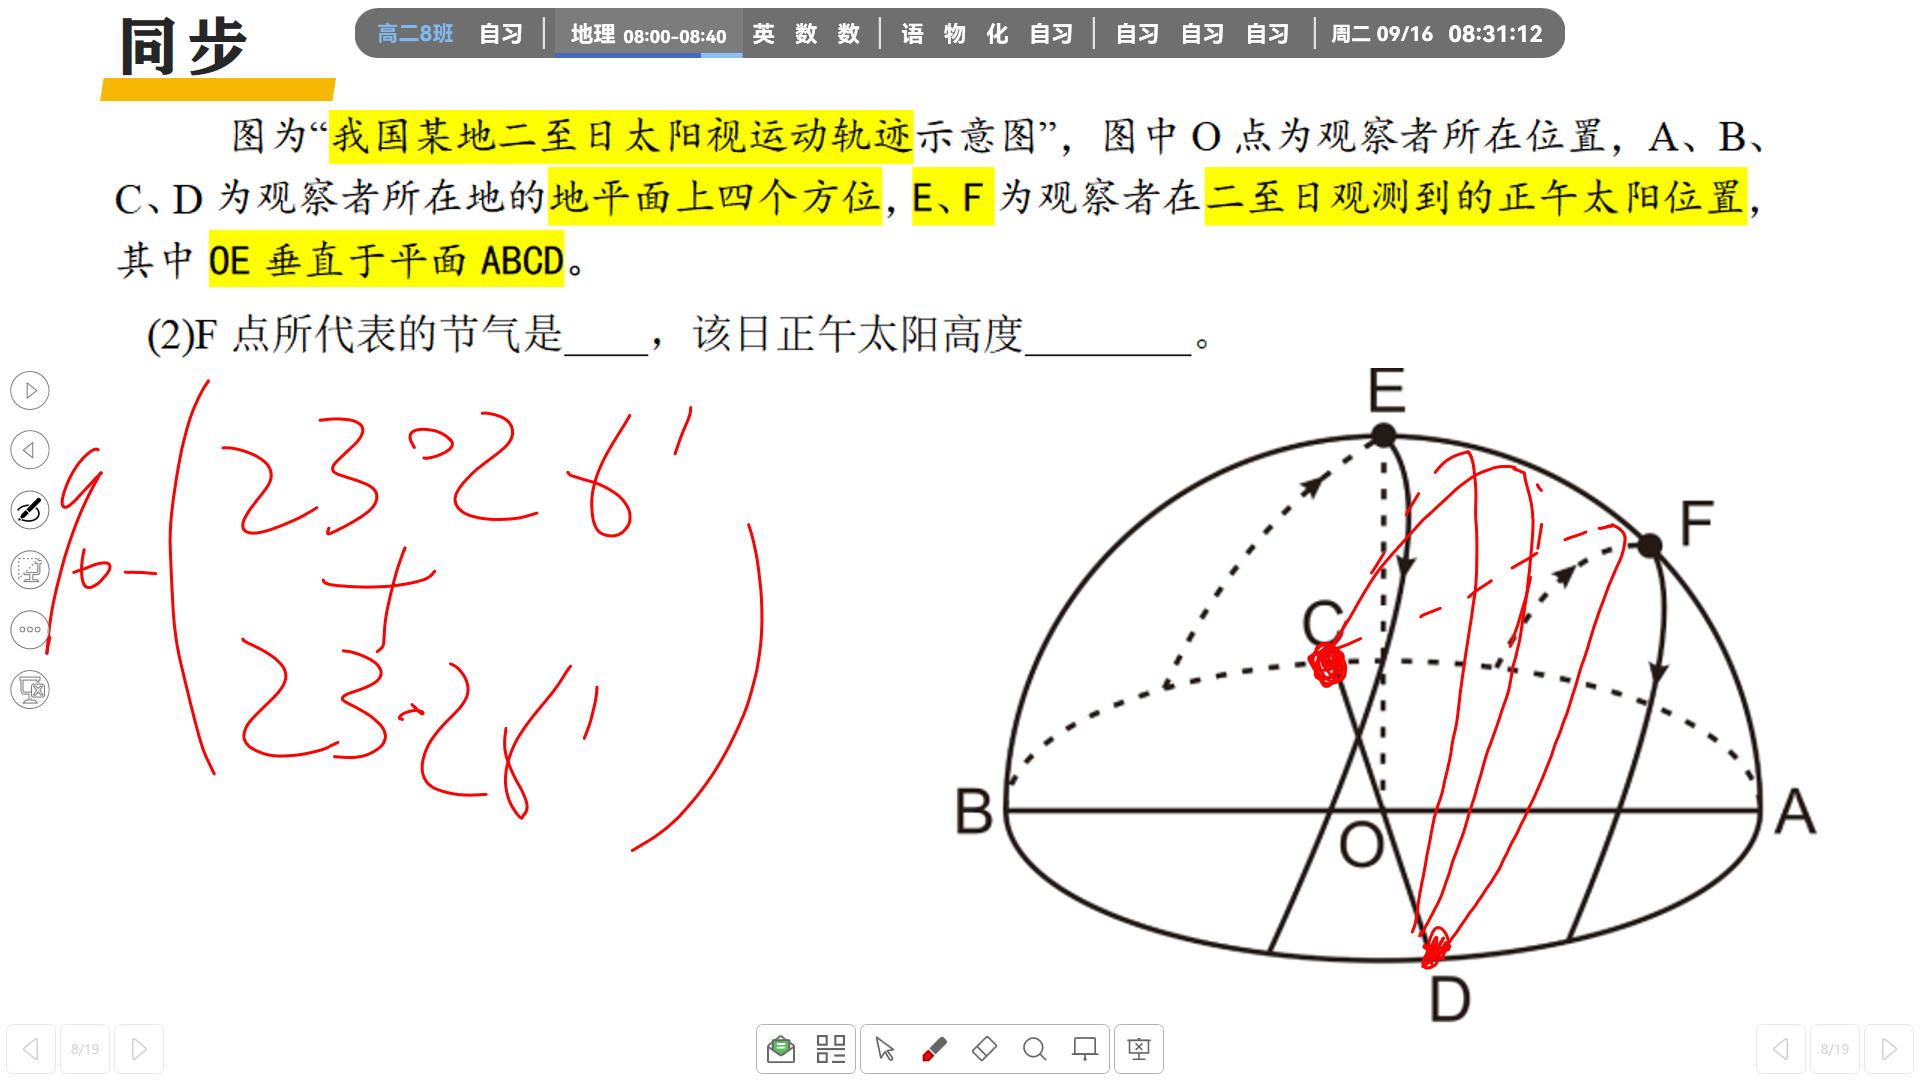 同步
高二8班 自习 地理 08:00-08:40 英 数 数 语 物 化 自习 自习 自习 自习 周二 09/16 08:31:12
图为“我国某地二至日太阳视运动轨迹示意图”，图中 O 点为观察者所在位置，A、B、
C、D 为观察者所在地的地平面上四个方位，E、F 为观察者在二至日观测到的正午太阳位置，
其中 OE 垂直于平面 ABCD。
(2)F 点所代表的节气是____，该日正午太阳高度________。
23°26′
+
23°26′
E
F
C
B
O
A
D
8/19
8/19